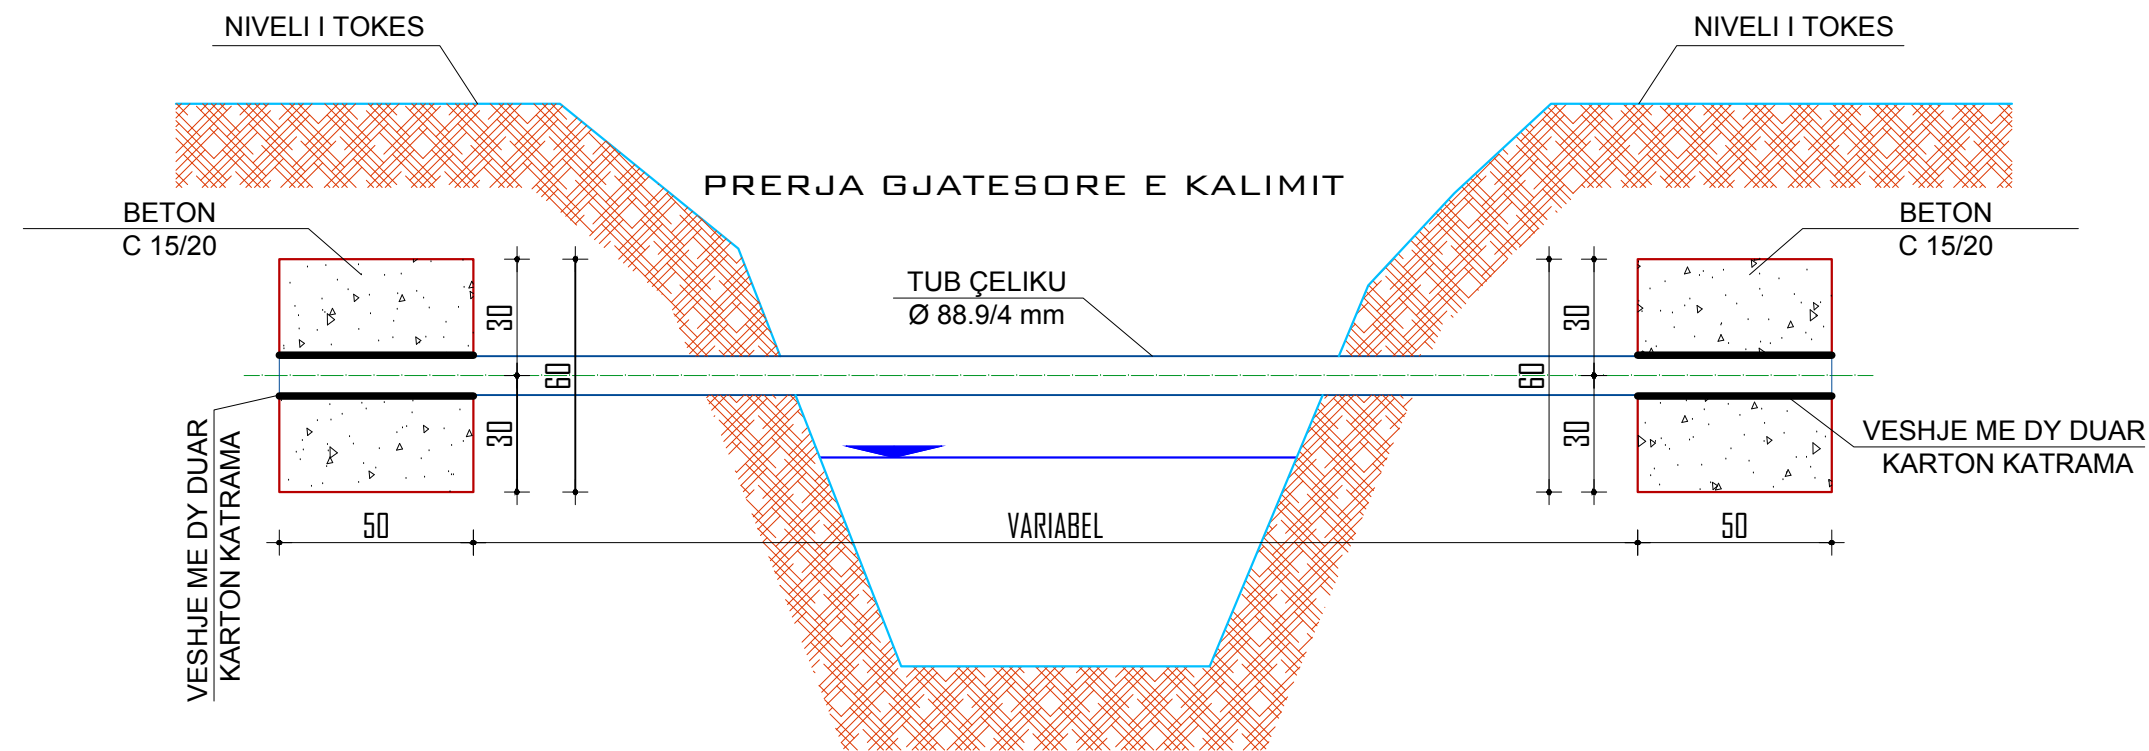 NIVELI I TOKES
NIVELI I TOKES
PRERJA GJATESORE E KALIMIT
BETON
C 15/20
BETON
C 15/20
TUB ÇELIKU
Ø 88.9/4 mm
30
60
30
30
60
30
VESHJE ME DY DUAR
KARTON KATRAMA
VESHJE ME DY DUAR
KARTON KATRAMA
50
VARIABEL
50